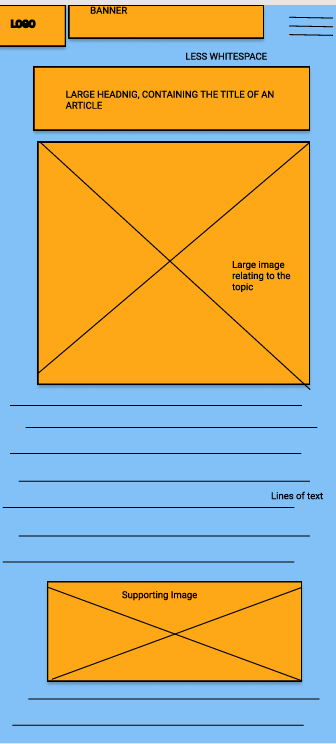 LOGO
BANNER
LESS WHITESPACE
LARGE HEADNIG, CONTAINING THE TITLE OF AN
ARTICLE
Large image
relating to the
topic
Lines of text
Supporting Image